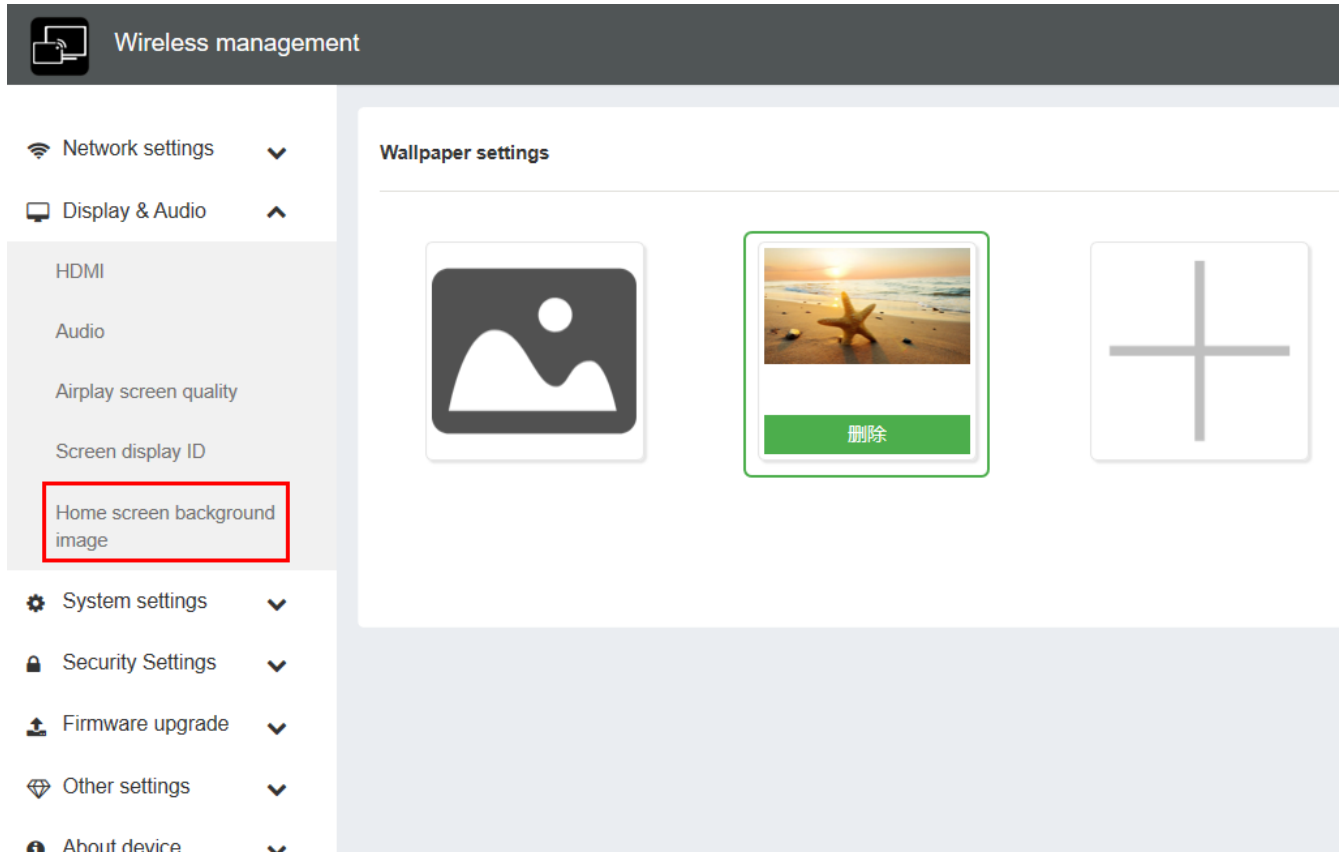 Wireless management
Network settings
Display & Audio
HDMI
Audio
Airplay screen quality
Screen display ID
Home screen background
image
System settings
Security Settings
Firmware upgrade
Other settings
About device
Wallpaper settings
删除